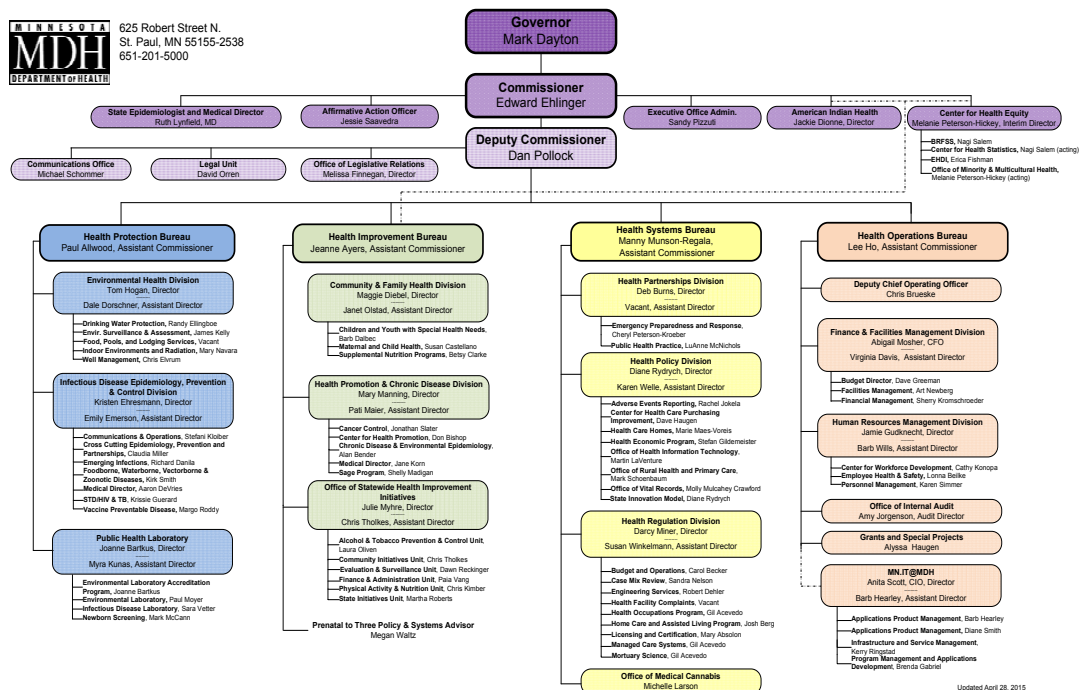 MINNESOTA
MDH
DEPARTMENT OF HEALTH
625 Robert Street N.
St. Paul, MN 55155-2538
651-201-5000
Governor
Mark Dayton
Commissioner
Edward Ehlinger
State Epidemiologist and Medical Director
Ruth Lynfield, MD
Affirmative Action Officer
Jessie Saavedra
Executive Office Admin.
Sandy Pizzuti
American Indian Health
Jackie Dionne, Director
Center for Health Equity
Melanie Peterson-Hickey, Interim Director
BRFSS, Nagi Salem
Center for Health Statistics, Nagi Salem (acting)
EHDI, Erica Fishman
Office of Minority & Multicultural Health,
Melanie Peterson-Hickey (acting)
Deputy Commissioner
Dan Pollock
Communications Office
Michael Schommer
Legal Unit
David Orren
Office of Legislative Relations
Melissa Finnegan, Director
Health Protection Bureau
Paul Allwood, Assistant Commissioner
Environmental Health Division
Tom Hogan, Director
Dale Dorschner, Assistant Director
Drinking Water Protection, Randy Ellingboe
Envir. Surveillance & Assessment, James Kelly
Food, Pools, and Lodging Services, Vacant
Indoor Environments and Radiation, Mary Navara
Well Management, Chris Elvrum
Infectious Disease Epidemiology, Prevention
& Control Division
Kristen Ehresmann, Director
Emily Emerson, Assistant Director
Communications & Operations, Stefani Kloiber
Cross Cutting Epidemiology, Prevention and
Partnerships, Claudia Miller
Emerging Infections, Richard Danila
Foodborne, Waterborne, Vectorborne &
Zoonotic Diseases, Kirk Smith
Medical Director, Aaron DeVries
STD/HIV & TB, Krissie Guerard
Vaccine Preventable Disease, Margo Roddy
Public Health Laboratory
Joanne Bartkus, Director
Myra Kunas, Assistant Director
Environmental Laboratory Accreditation
Program, Joanne Bartkus
Environmental Laboratory, Paul Moyer
Infectious Disease Laboratory, Sara Vetter
Newborn Screening, Mark McCann
Health Improvement Bureau
Jeanne Ayers, Assistant Commissioner
Community & Family Health Division
Maggie Diebel, Director
Janet Olstad, Assistant Director
Children and Youth with Special Health Needs,
Barb Dalbec
Maternal and Child Health, Susan Castellano
Supplemental Nutrition Programs, Betsy Clarke
Health Promotion & Chronic Disease Division
Mary Manning, Director
Pati Maier, Assistant Director
Cancer Control, Jonathan Slater
Center for Health Promotion, Don Bishop
Chronic Disease & Environmental Epidemiology,
Alan Bender
Medical Director, Jane Korn
Sage Program, Shelly Madigan
Office of Statewide Health Improvement
Initiatives
Julie Myhre, Director
Chris Tholkes, Assistant Director
Alcohol & Tobacco Prevention & Control Unit,
Laura Oliven
Community Initiatives Unit, Chris Tholkes
Evaluation & Surveillance Unit, Dawn Reckinger
Finance & Administration Unit, Paia Vang
Physical Activity & Nutrition Unit, Chris Kimber
State Initiatives Unit, Martha Roberts
Prenatal to Three Policy & Systems Advisor
Megan Waltz
Health Systems Bureau
Manny Munson-Regala,
Assistant Commissioner
Health Partnerships Division
Deb Burns, Director
Vacant, Assistant Director
Emergency Preparedness and Response,
Cheryl Peterson-Kroeber
Public Health Practice, LuAnne McNichols
Health Policy Division
Diane Rydrych, Director
Karen Welle, Assistant Director
Adverse Events Reporting, Rachel Jokela
Center for Health Care Purchasing
Improvement, Dave Haugen
Health Care Homes, Marie Maes-Voreis
Health Economic Program, Stefan Gildemeister
Office of Health Information Technology,
Martin LaVenture
Office of Rural Health and Primary Care,
Mark Schoenbaum
Office of Vital Records, Molly Mulcahey Crawford
State Innovation Model, Diane Rydrych
Health Regulation Division
Darcy Miner, Director
Susan Winkelmann, Assistant Director
Budget and Operations, Carol Becker
Case Mix Review, Sandra Nelson
Engineering Services, Robert Dehler
Health Facility Complaints, Vacant
Health Occupations Program, Gil Acevedo
Home Care and Assisted Living Program, Josh Berg
Licensing and Certification, Mary Absolon
Managed Care Systems, Gil Acevedo
Mortuary Science, Gil Acevedo
Office of Medical Cannabis
Michelle Larson
Health Operations Bureau
Lee Ho, Assistant Commissioner
Deputy Chief Operating Officer
Chris Brueske
Finance & Facilities Management Division
Abigail Mosher, CFO
Virginia Davis, Assistant Director
Budget Director, Dave Greeman
Facilities Management, Art Newberg
Financial Management, Sherry Kromschroeder
Human Resources Management Division
Jamie Gudknecht, Director
Barb Wills, Assistant Director
Center for Workforce Development, Cathy Konopa
Employee Health & Safety, Lonna Beilke
Personnel Management, Karen Simmer
Office of Internal Audit
Amy Jorgenson, Audit Director
Grants and Special Projects
Alyssa Haugen
MN.IT@MDH
Anita Scott, CIO, Director
Barb Hearley, Assistant Director
Applications Product Management, Barb Hearley
Applications Product Management, Diane Smith
Infrastructure and Service Management,
Kerry Ringstad
Program Management and Applications
Development, Brenda Gabriel
Updated April 28, 2015